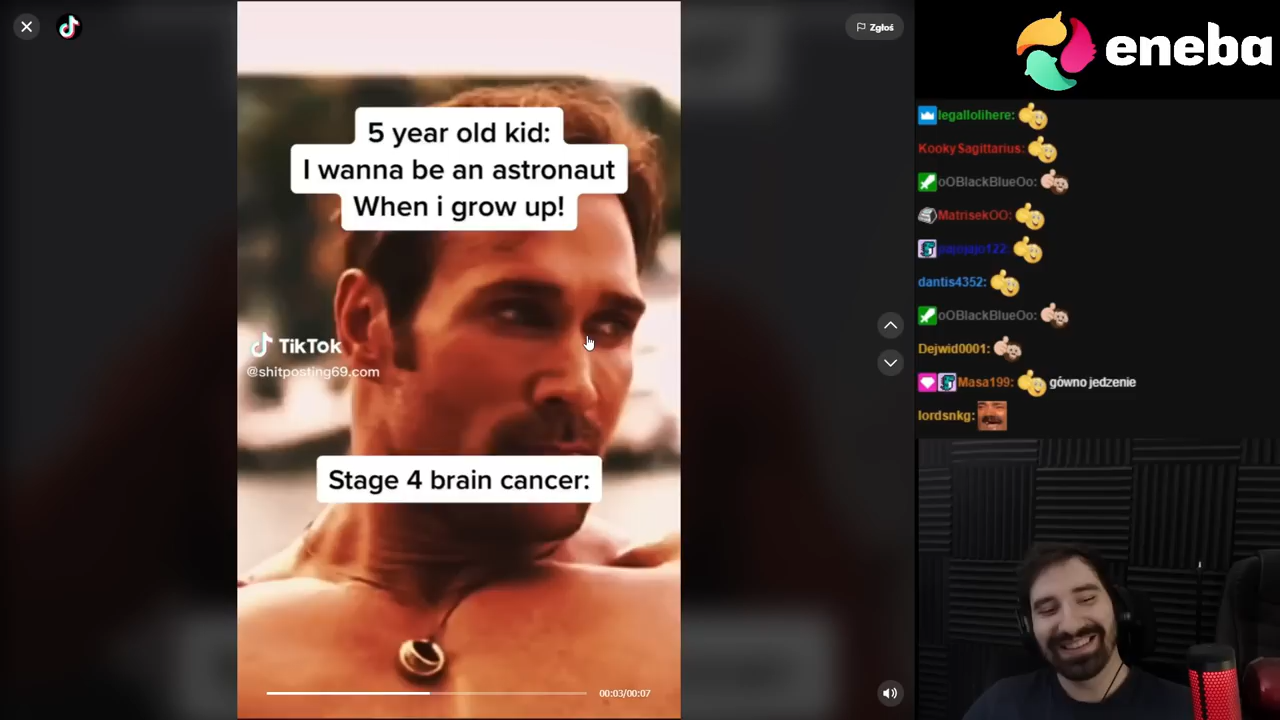 Zgłoś
5 year old kid:
I wanna be an astronaut
When i grow up!
TikTok
@shitposting69.com
Stage 4 brain cancer:
00:03/00:07
eneba
legallolihere:
KookySagittarius:
oOBlackBlueOo:
MatrisekOO:
dantis4352:
oOBlackBlueOo:
Dejwid0001:
Masa199: gówno jedzenie
lordsnkg: